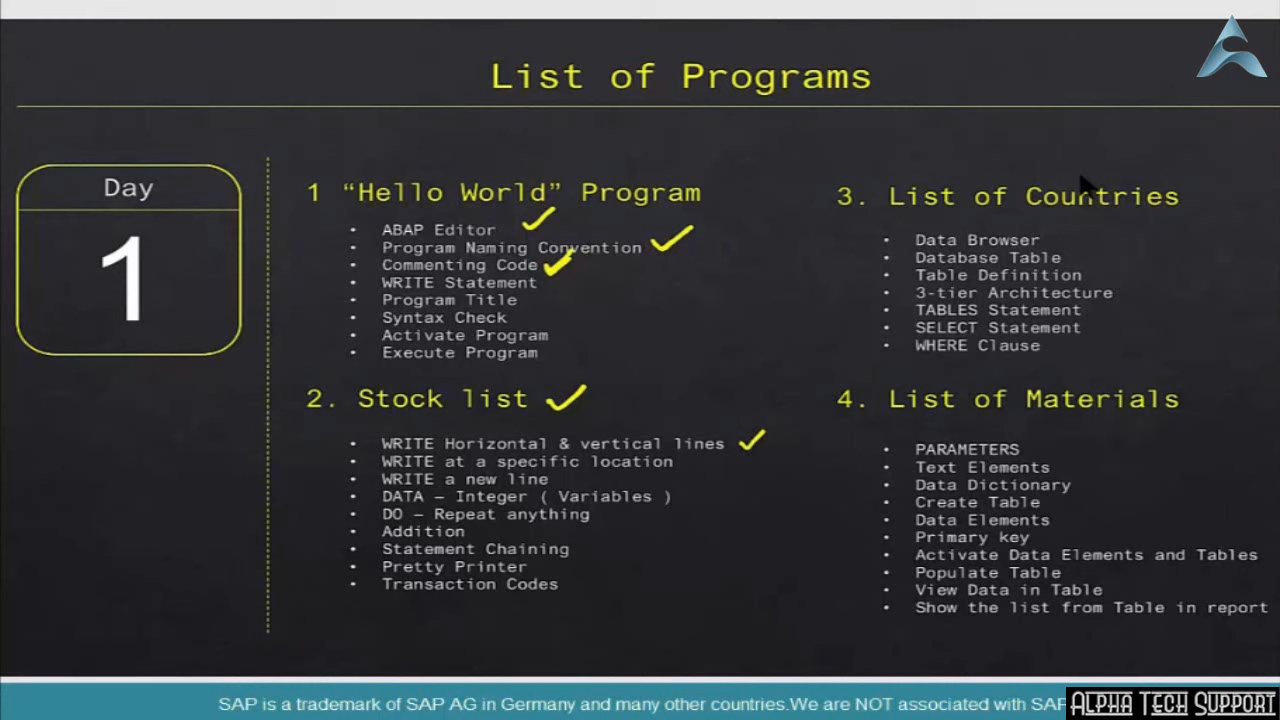 List of Programs
Day
1
1 “Hello World” Program
• ABAP Editor
• Program Naming Convention
• Commenting Code
• WRITE Statement
• Program Title
• Syntax Check
• Activate Program
• Execute Program
2. Stock list
• WRITE Horizontal & vertical lines
• WRITE at a specific location
• WRITE a new line
• DATA – Integer ( Variables )
• DO – Repeat anything
• Addition
• Statement Chaining
• Pretty Printer
• Transaction Codes
3. List of Countries
• Data Browser
• Database Table
• Table Definition
• 3-tier Architecture
• TABLES Statement
• SELECT Statement
• WHERE Clause
4. List of Materials
• PARAMETERS
• Text Elements
• Data Dictionary
• Create Table
• Data Elements
• Primary key
• Activate Data Elements and Tables
• Populate Table
• View Data in Table
• Show the list from Table in report
SAP is a trademark of SAP AG in Germany and many other countries.We are NOT associated with SAP
ALPHA TECH SUPPORT